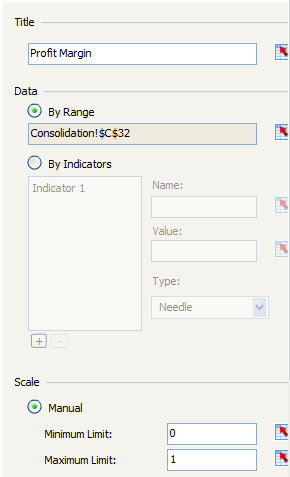 Title
Profit Margin
Data
By Range
Consolidation!$C$32
By Indicators
Indicator 1
Name:
Value:
Type:
Needle
+ -
Scale
Manual
Minimum Limit: 0
Maximum Limit: 1